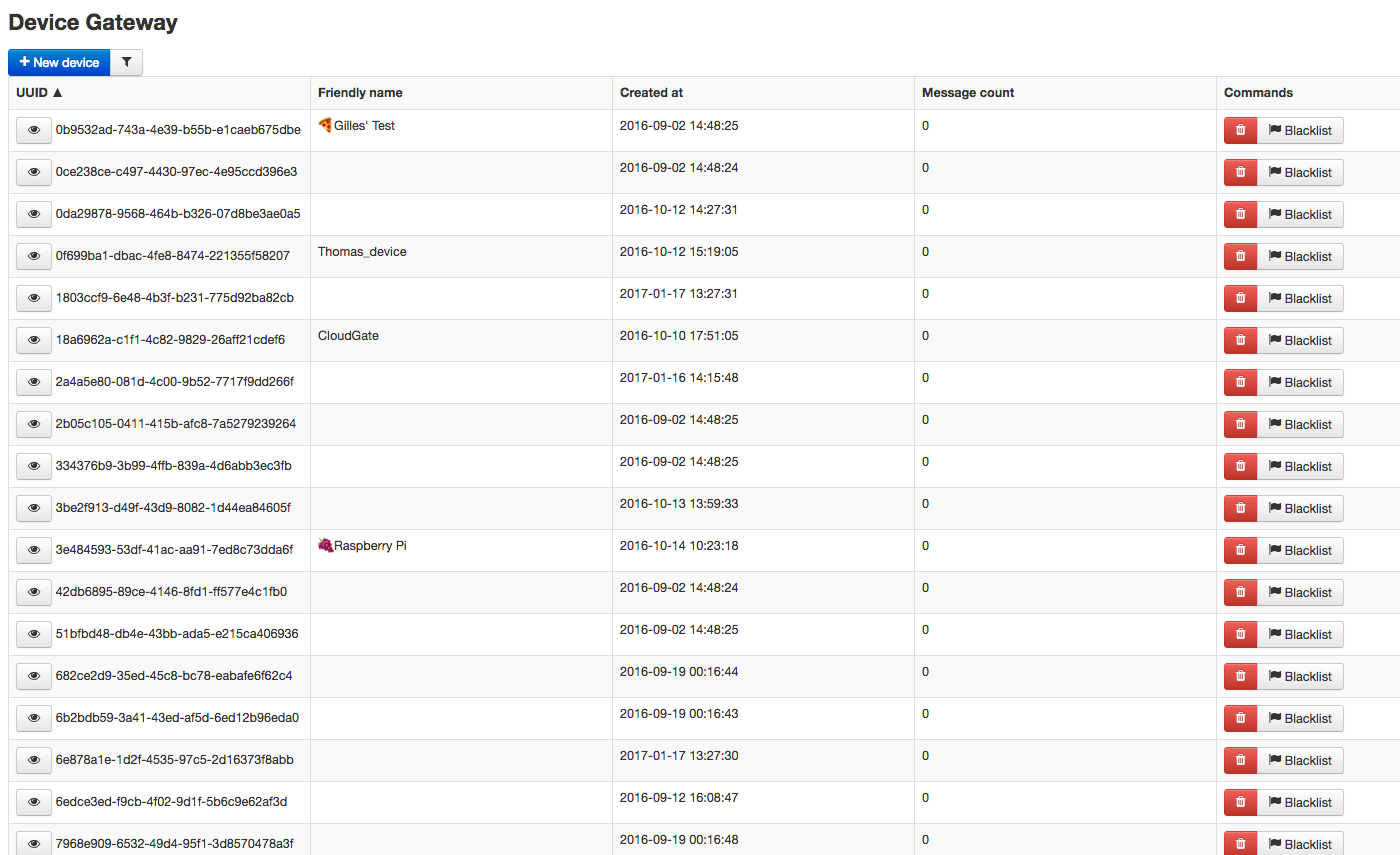 Device Gateway
New device
UUID ▲ Friendly name Created at Message count Commands
0b9532ad-743a-4e39-b55b-e1caeb675dbe 🍕Gilles' Test 2016-09-02 14:48:25 0 Blacklist
0ce238ce-c497-4430-97ec-4e95ccd396e3 2016-09-02 14:48:24 0 Blacklist
0da29878-9568-464b-b326-07d8be3ae0a5 2016-10-12 14:27:31 0 Blacklist
0f699ba1-dbac-4fe8-8474-221355f58207 Thomas_device 2016-10-12 15:19:05 0 Blacklist
1803ccf9-6e48-4b3f-b231-775d92ba82cb 2017-01-17 13:27:31 0 Blacklist
18a6962a-c1f1-4c82-9829-26aff21cdef6 CloudGate 2016-10-10 17:51:05 0 Blacklist
2a4a5e80-081d-4c00-9b52-7717f9dd266f 2017-01-16 14:15:48 0 Blacklist
2b05c105-0411-415b-afc8-7a5279239264 2016-09-02 14:48:25 0 Blacklist
334376b9-3b99-4ffb-839a-4d6abb3ec3fb 2016-09-02 14:48:25 0 Blacklist
3be2f913-d49f-43d9-8082-1d44ea84605f 2016-10-13 13:59:33 0 Blacklist
3e484593-53df-41ac-aa91-7ed8c73dda6f 🍇Raspberry Pi 2016-10-14 10:23:18 0 Blacklist
42db6895-89ce-4146-8fd1-ff577e4c1fb0 2016-09-02 14:48:24 0 Blacklist
51bfbd48-db4e-43bb-ada5-e215ca406936 2016-09-02 14:48:25 0 Blacklist
682ce2d9-35ed-45c8-bc78-eabafe6f62c4 2016-09-19 00:16:44 0 Blacklist
6b2bdb59-3a41-43ed-af5d-6ed12b96eda0 2016-09-19 00:16:43 0 Blacklist
6e878a1e-1d2f-4535-97c5-2d16373f8abb 2017-01-17 13:27:30 0 Blacklist
6edce3ed-f9cb-4f02-9d1f-5b6c9e62af3d 2016-09-12 16:08:47 0 Blacklist
7968e909-6532-49d4-95f1-3d8570478a3f 2016-09-19 00:16:48 0 Blacklist